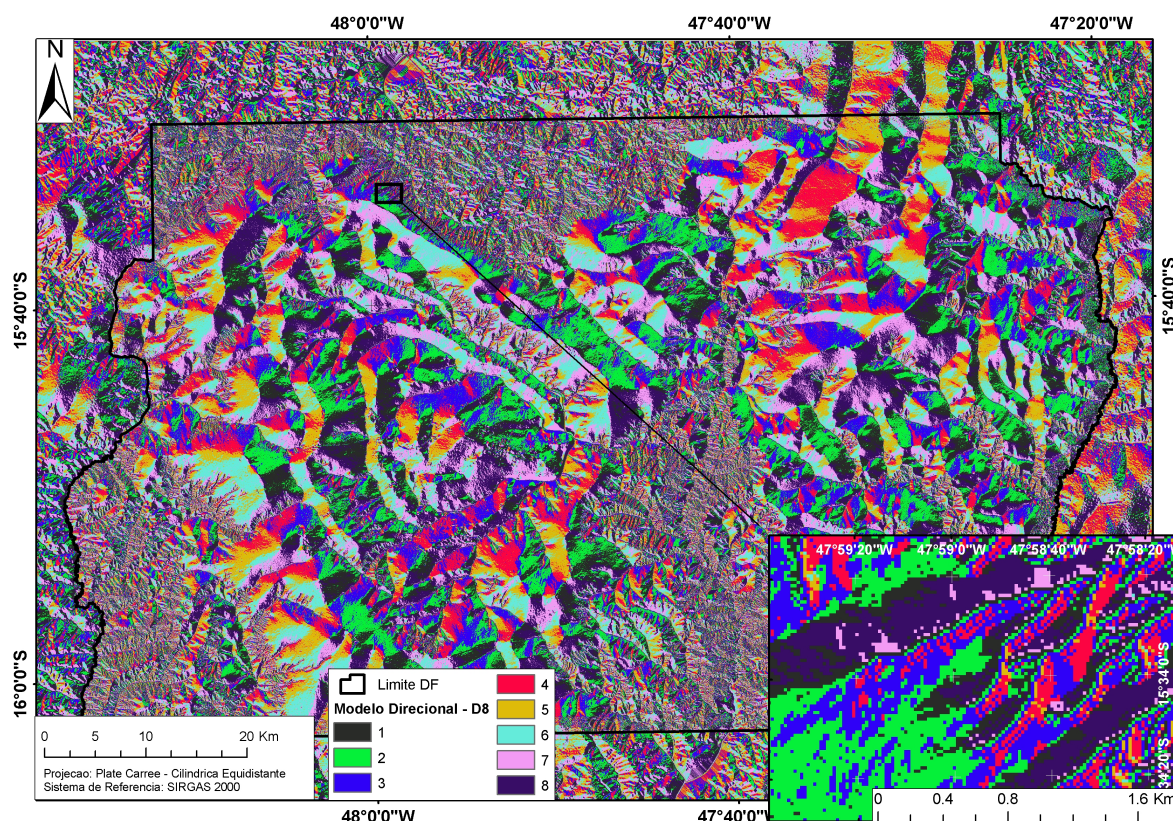 48°0'0"W 47°40'0"W 47°20'0"W
N
15°40'0"S
15°40'0"S
16°0'0"S
47°59'20"W 47°59'0"W 47°58'40"W 47°58'20"
15°34'0"S
34'20"S
0 0.4 0.8 1.6 Km
Limite DF
Modelo Direcional - D8
1
2
3
4
5
6
7
8
0 5 10 20 Km
Projecao: Plate Carree - Cilindrica Equidistante
Sistema de Referencia: SIRGAS 2000
48°0'0"W 47°40'0"W